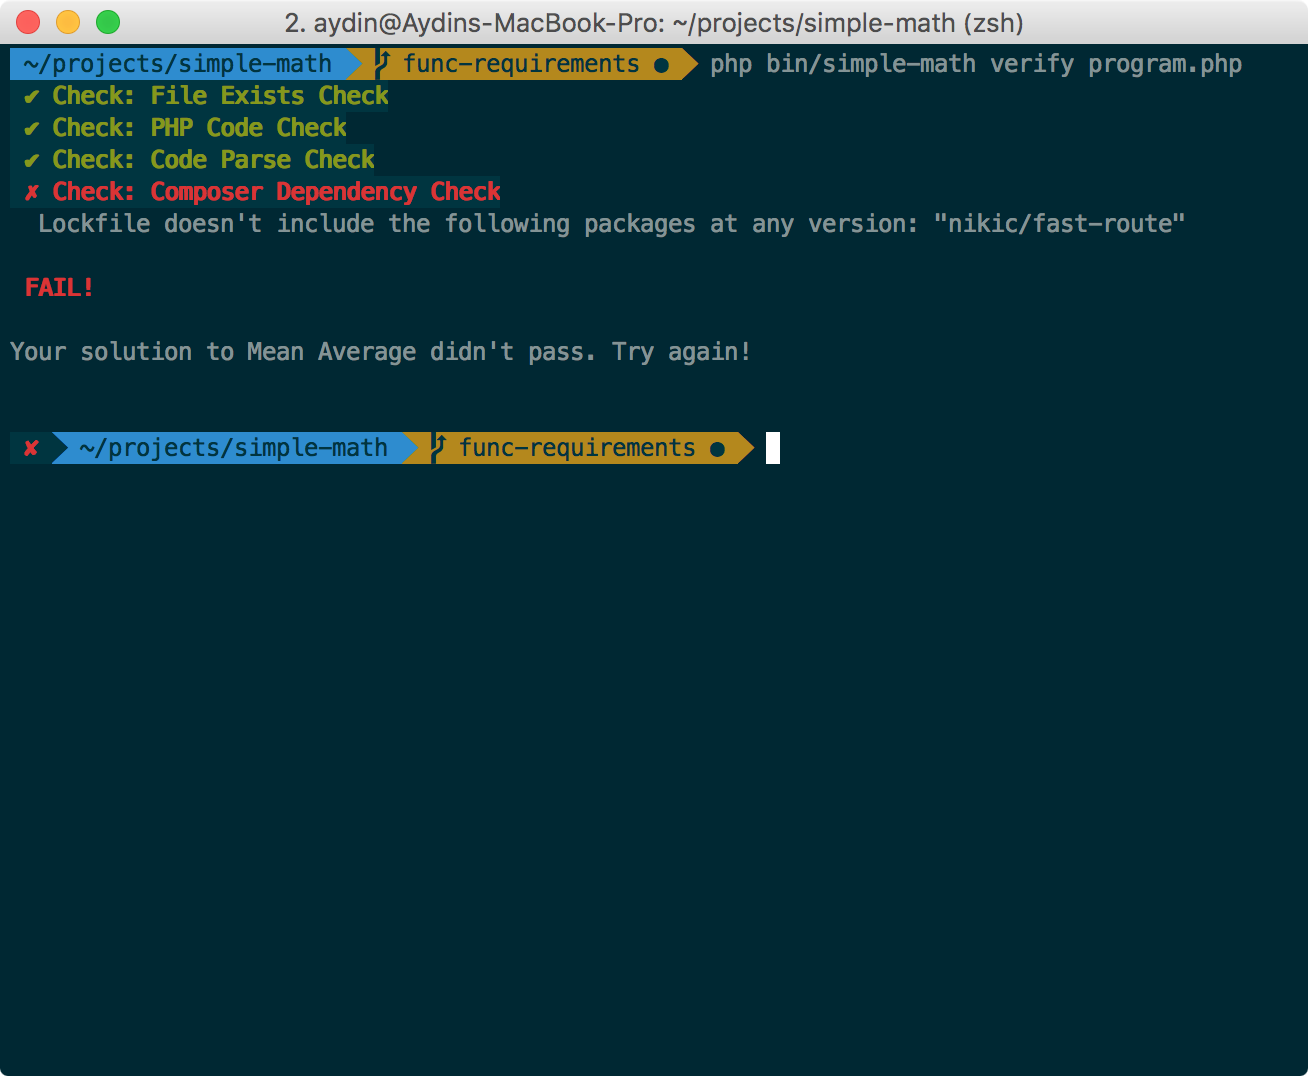 2. aydin@Aydins-MacBook-Pro: ~/projects/simple-math (zsh)
~/projects/simple-math func-requirements ● php bin/simple-math verify program.php
✔ Check: File Exists Check
✔ Check: PHP Code Check
✔ Check: Code Parse Check
✗ Check: Composer Dependency Check
Lockfile doesn't include the following packages at any version: "nikic/fast-route"
FAIL!
Your solution to Mean Average didn't pass. Try again!
✘ ~/projects/simple-math func-requirements ●